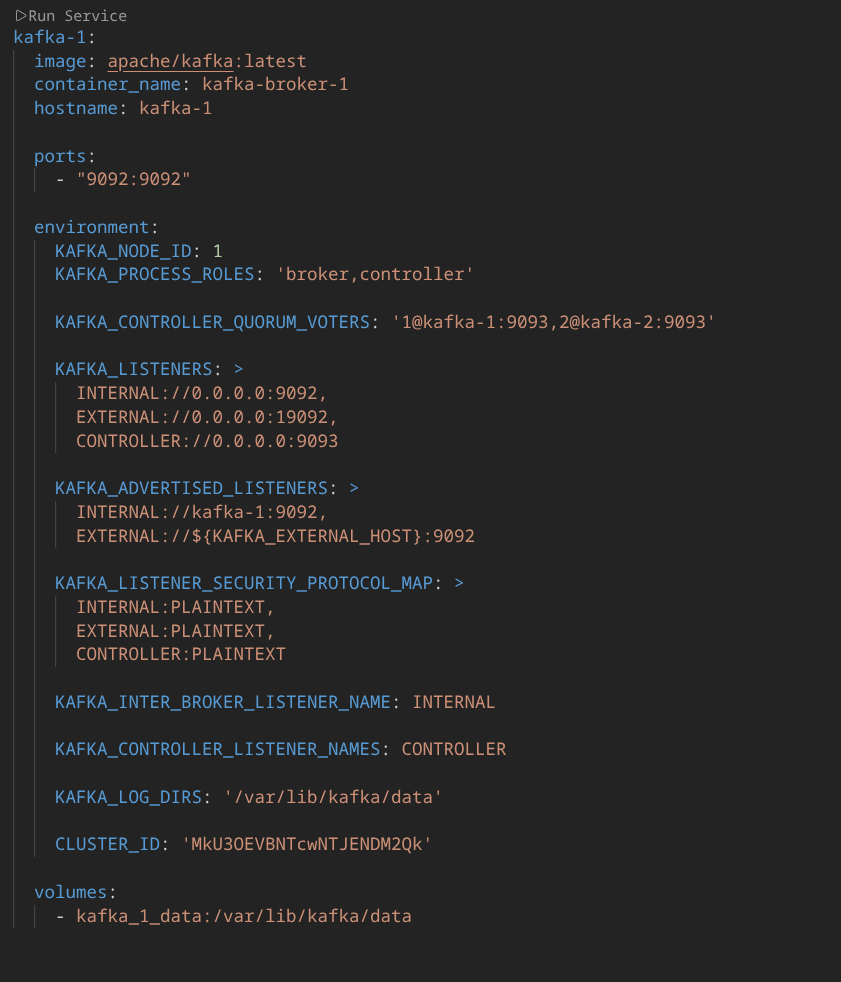 ▷Run Service
kafka-1:
  image: apache/kafka:latest
  container_name: kafka-broker-1
  hostname: kafka-1

  ports:
    - "9092:9092"

  environment:
    KAFKA_NODE_ID: 1
    KAFKA_PROCESS_ROLES: 'broker,controller'

    KAFKA_CONTROLLER_QUORUM_VOTERS: '1@kafka-1:9093,2@kafka-2:9093'

    KAFKA_LISTENERS: >
      INTERNAL://0.0.0.0:9092,
      EXTERNAL://0.0.0.0:19092,
      CONTROLLER://0.0.0.0:9093

    KAFKA_ADVERTISED_LISTENERS: >
      INTERNAL://kafka-1:9092,
      EXTERNAL://${KAFKA_EXTERNAL_HOST}:9092

    KAFKA_LISTENER_SECURITY_PROTOCOL_MAP: >
      INTERNAL:PLAINTEXT,
      EXTERNAL:PLAINTEXT,
      CONTROLLER:PLAINTEXT

    KAFKA_INTER_BROKER_LISTENER_NAME: INTERNAL

    KAFKA_CONTROLLER_LISTENER_NAMES: CONTROLLER

    KAFKA_LOG_DIRS: '/var/lib/kafka/data'

    CLUSTER_ID: 'MkU3OEVBNTcwNTJENDM2Qk'

  volumes:
    - kafka_1_data:/var/lib/kafka/data